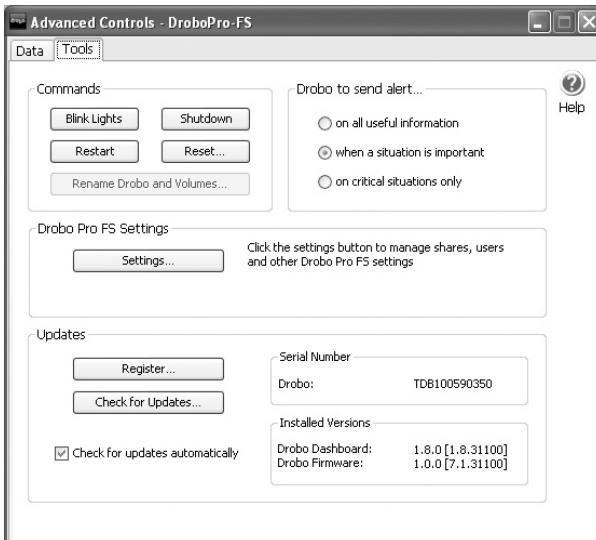 Advanced Controls - DroboPro-FS
Data
Tools
Commands
Blink Lights
Shutdown
Restart
Reset...
Rename Drobo and Volumes...
Drobo to send alert...
on all useful information
when a situation is important
on critical situations only
Help
Drobo Pro FS Settings
Settings...
Click the settings button to manage shares, users
and other Drobo Pro FS settings
Updates
Register...
Check for Updates...
Check for updates automatically
Serial Number
Drobo: TDB100590350
Installed Versions
Drobo Dashboard: 1.8.0 [1.8.31100]
Drobo Firmware: 1.0.0 [7.1.31100]